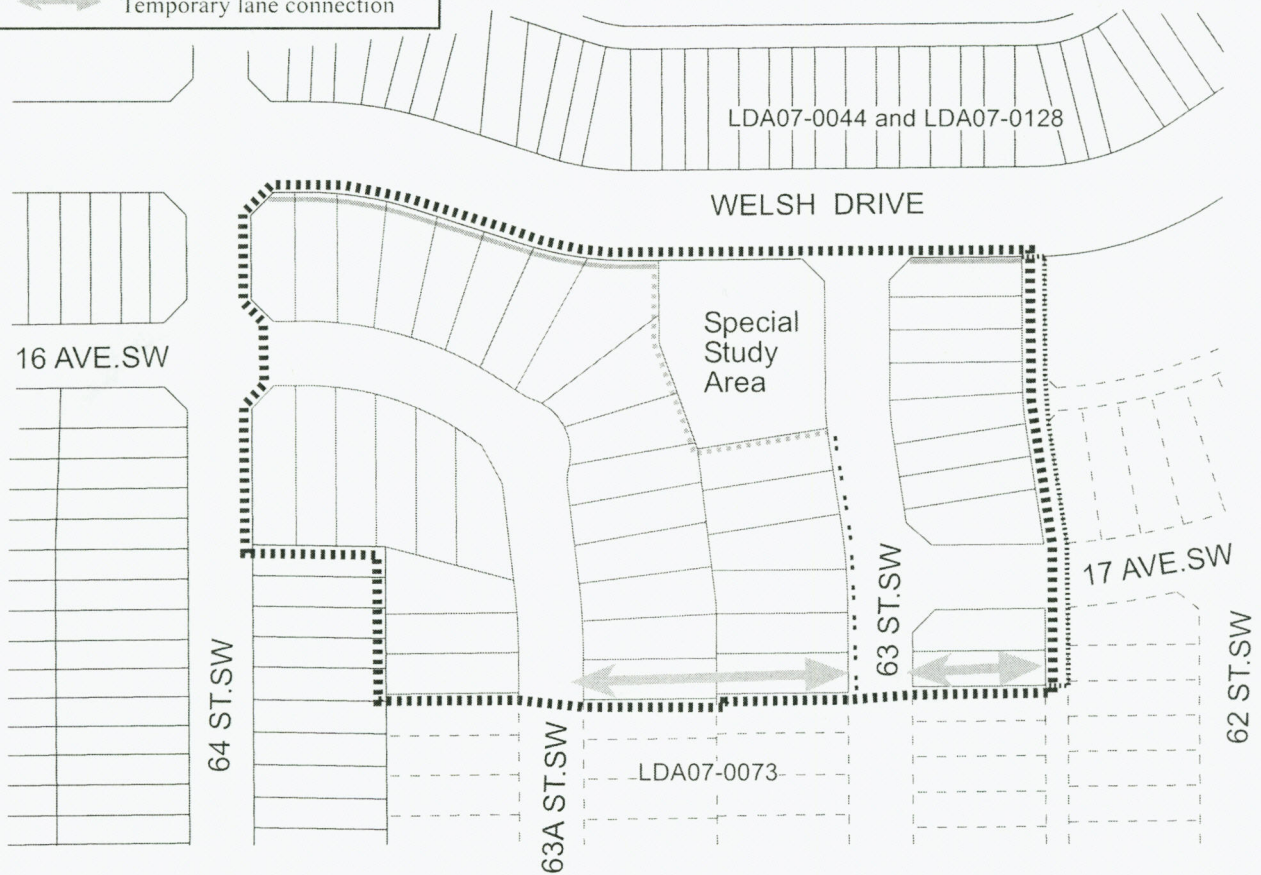 Temporary lane connection
LDA07-0044 and LDA07-0128
WELSH DRIVE
Special
Study
Area
16 AVE.SW
17 AVE.SW
63 ST.SW
64 ST.SW
62 ST.SW
63A ST.SW
LDA07-0073